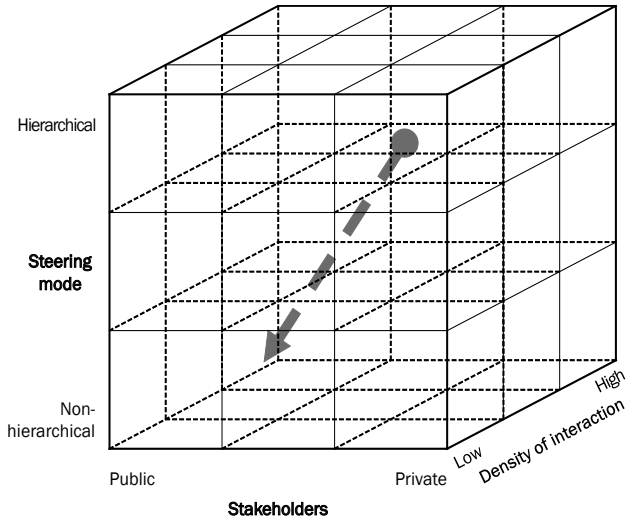 Hierarchical
Steering
mode
Non-
hierarchical
Public
Private
Low
High
Density of interaction
Stakeholders